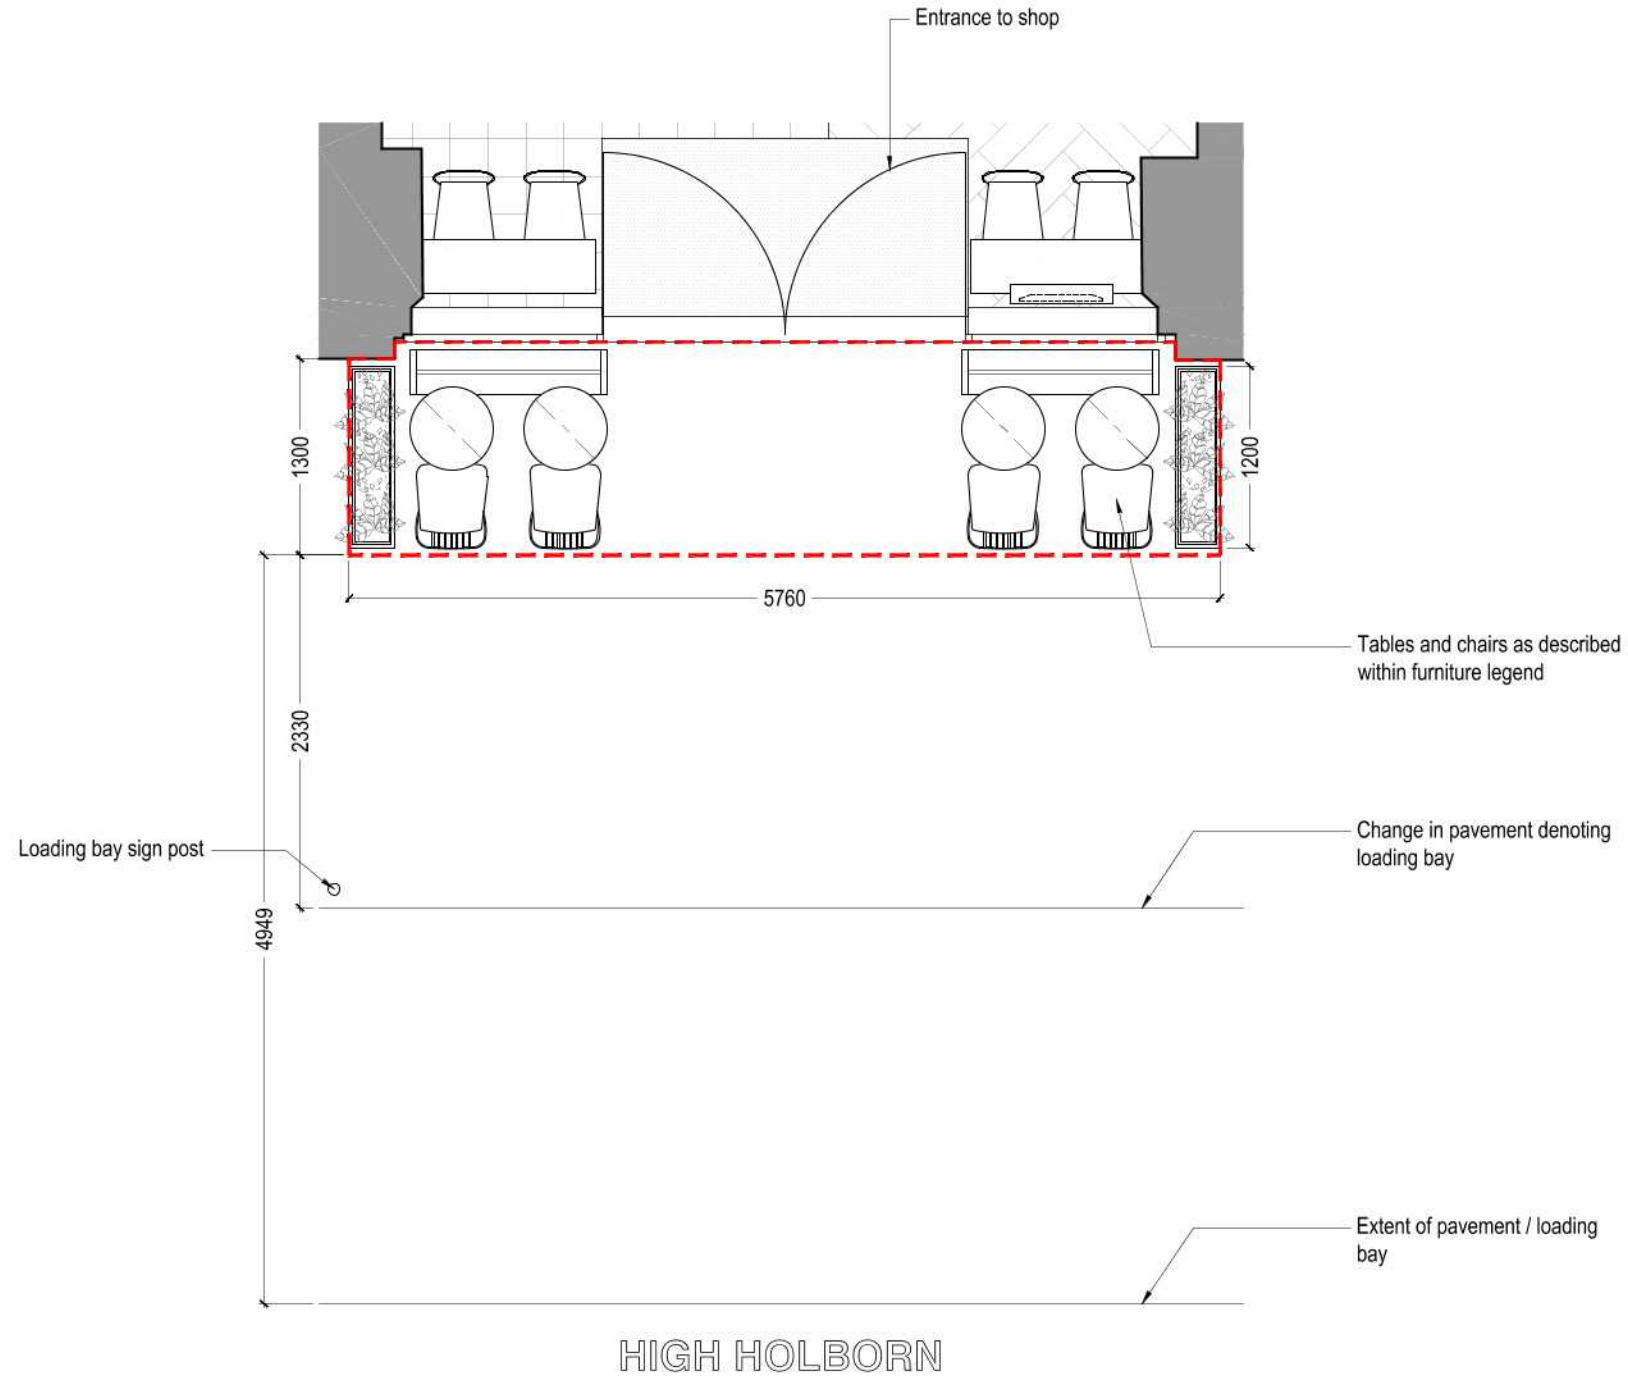 Entrance to shop
1300
1200
5760
Tables and chairs as described
within furniture legend
2330
Change in pavement denoting
loading bay
Loading bay sign post
4949
Extent of pavement / loading
bay
HIGH HOLBORN